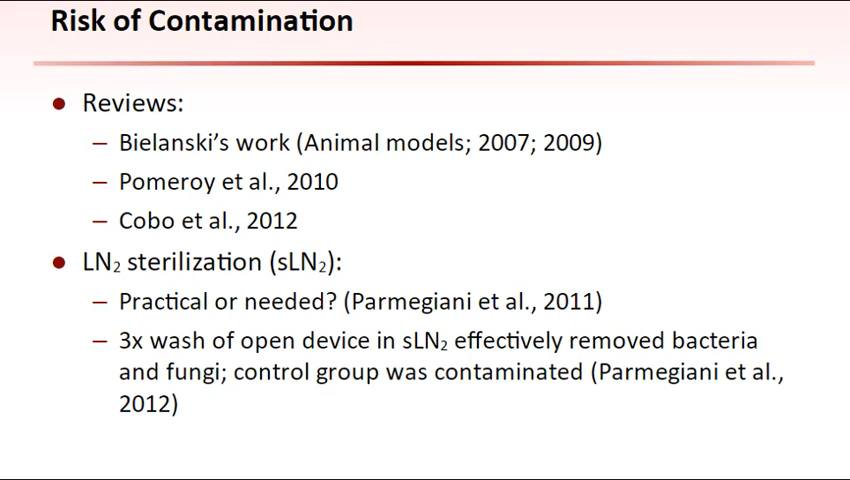 Risk of Contamination
● Reviews:
– Bielanski’s work (Animal models; 2007; 2009)
– Pomeroy et al., 2010
– Cobo et al., 2012
● LN₂ sterilization (sLN₂):
– Practical or needed? (Parmegiani et al., 2011)
– 3x wash of open device in sLN₂ effectively removed bacteria
and fungi; control group was contaminated (Parmegiani et al.,
2012)